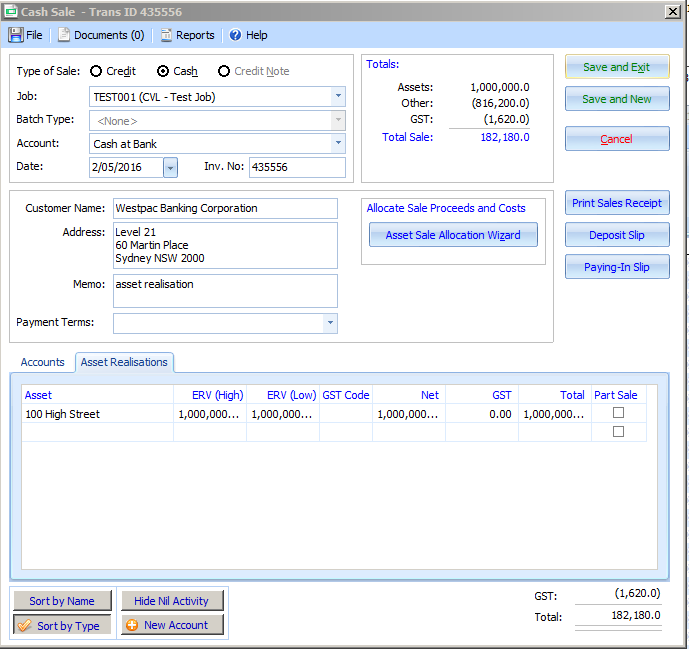 Cash Sale - Trans ID 435556
File Documents (0) Reports Help
Type of Sale: Credit Cash Credit Note
Job: TEST001 (CVL - Test Job)
Batch Type: <None>
Account: Cash at Bank
Date: 2/05/2016 Inv. No: 435556
Totals:
Assets: 1,000,000.0
Other: (816,200.0)
GST: (1,620.0)
Total Sale: 182,180.0
Save and Exit
Save and New
Cancel
Customer Name: Westpac Banking Corporation
Address: Level 21
60 Martin Place
Sydney NSW 2000
Memo: asset realisation
Payment Terms:
Allocate Sale Proceeds and Costs
Asset Sale Allocation Wizard
Print Sales Receipt
Deposit Slip
Paying-In Slip
Accounts Asset Realisations
Asset ERV (High) ERV (Low) GST Code Net GST Total Part Sale
100 High Street 1,000,000... 1,000,000... 1,000,000... 0.00 1,000,000...
Sort by Name Hide Nil Activity
Sort by Type New Account
GST: (1,620.0)
Total: 182,180.0